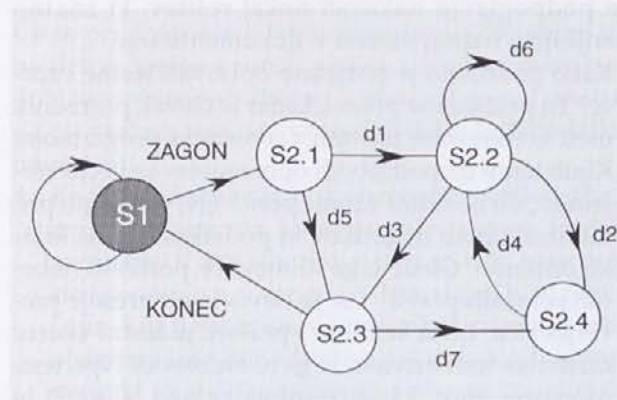 d6
ZAGON
S2.1
d1
S2.2
S1
d5
d3
d4
d2
KONEC
S2.3
S2.4
d7